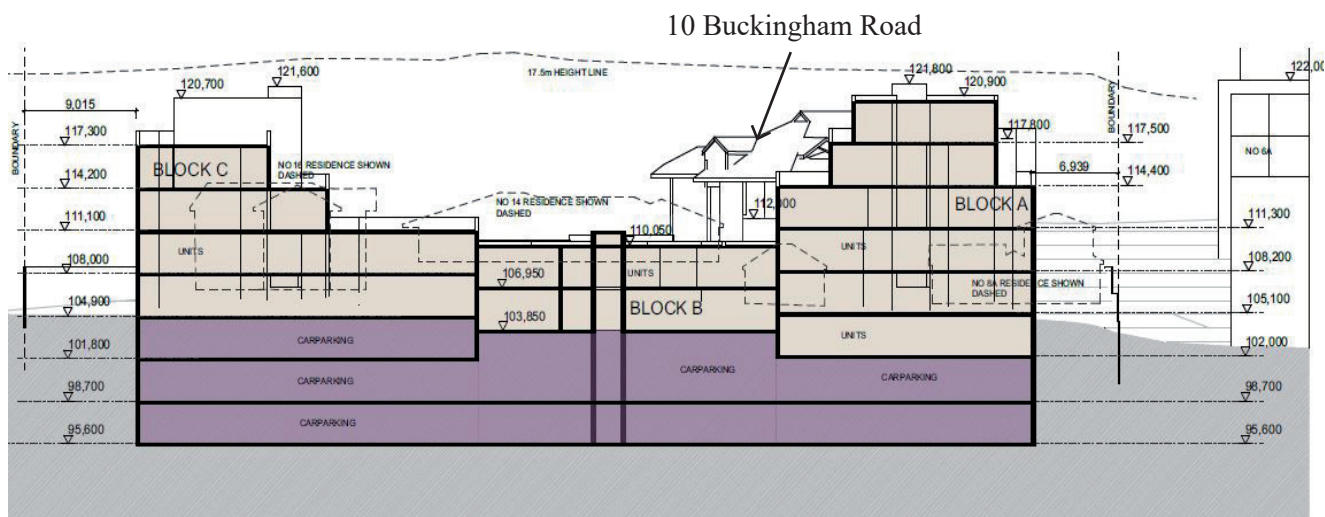 10 Buckingham Road
17.5m HEIGHT LINE
120,700
121,600
121,800
120,900
122,0
9,015
BOUNDARY
BOUNDARY
117,300
BLOCK C
NO 16 RESIDENCE SHOWN
DASHED
117,800
117,500
NO 6A
114,200
6,939
114,400
NO 14 RESIDENCE SHOWN
DASHED
BLOCK A
111,100
110,050
111,300
UNITS
UNITS
108,000
106,950
UNITS
108,200
NO 8A RESIDENCE SHOWN
DASHED
104,900
103,850
BLOCK B
105,100
UNITS
CARPARKING
101,800
102,000
CARPARKING
CARPARKING
CARPARKING
98,700
98,700
CARPARKING
95,600
95,600